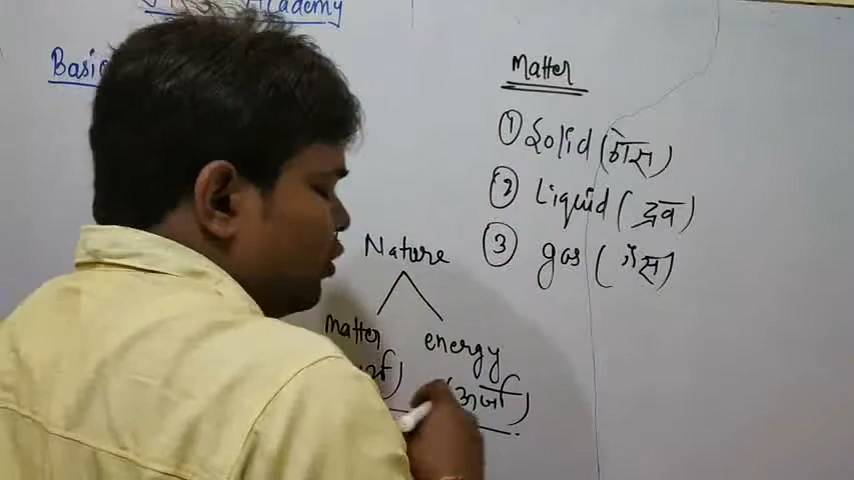 Academy
Basic
Matter
① Solid (ठोस)
② Liquid (द्रव)
③ gas (गैस)
Nature
matter energy
(ऊर्जा)